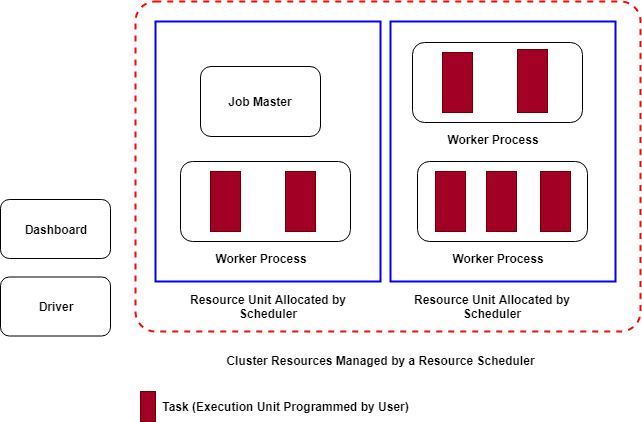 Job Master
Worker Process
Worker Process
Worker Process
Dashboard
Driver
Resource Unit Allocated by
Scheduler
Resource Unit Allocated by
Scheduler
Cluster Resources Managed by a Resource Scheduler
Task (Execution Unit Programmed by User)